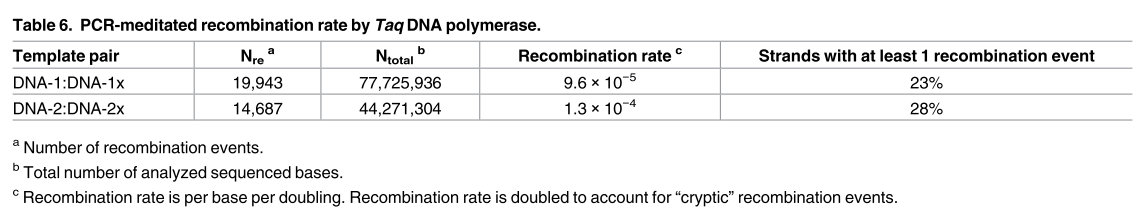 Table 6. PCR-meditated recombination rate by Taq DNA polymerase.
Template pair Nre a Ntotal b Recombination rate c Strands with at least 1 recombination event
DNA-1:DNA-1x 19,943 77,725,936 9.6 × 10−5 23%
DNA-2:DNA-2x 14,687 44,271,304 1.3 × 10−4 28%
a Number of recombination events.
b Total number of analyzed sequenced bases.
c Recombination rate is per base per doubling. Recombination rate is doubled to account for “cryptic” recombination events.